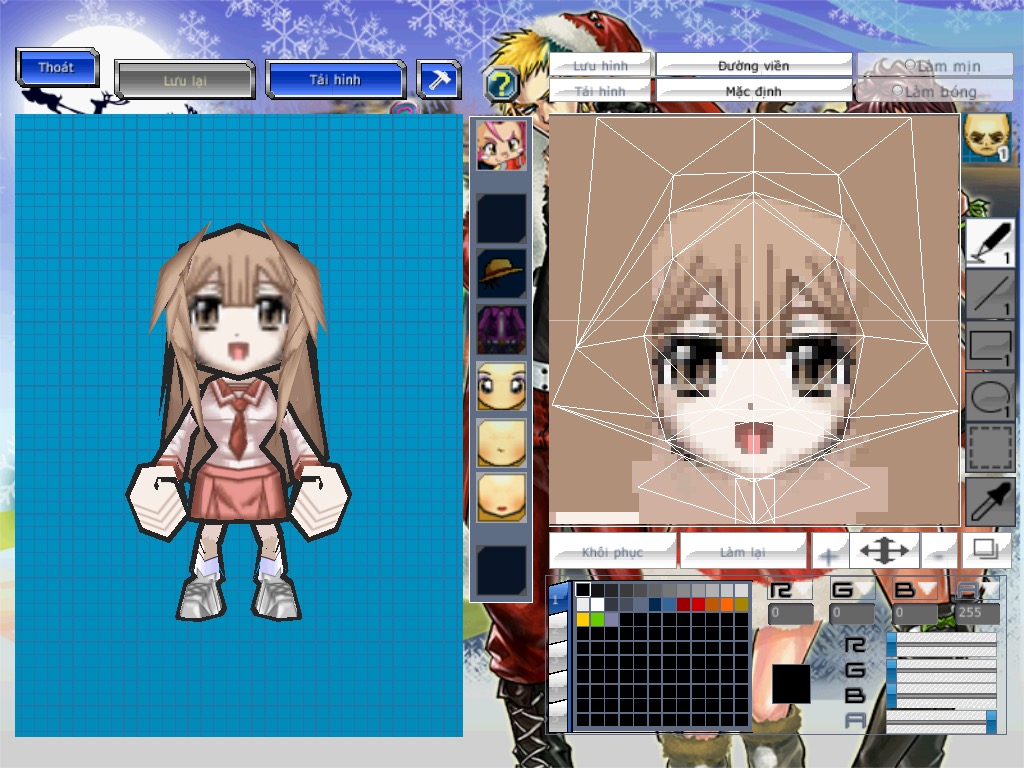 Thoát
Lưu lại
Tải hình
?
Lưu hình
Đường viền
Làm mịn
Tải hình
Mặc định
Làm bóng
1
1
1
1
1
Khôi phục
Làm lại
+
-
1
R G B A
0 0 0 255
R
G
B
A